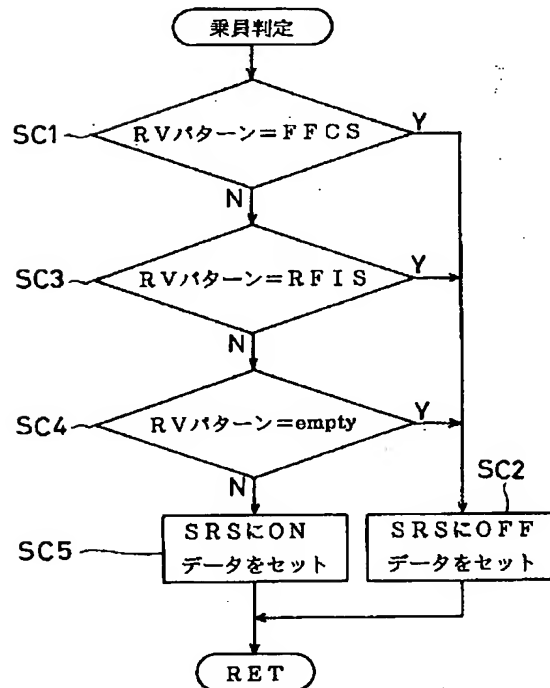 乗員判定
SC1
RVパターン=FFCS
Y
N
SC3
RVパターン=RFIS
Y
N
SC4
RVパターン=empty
Y
N
SC2
SC5
SRSにON
データをセット
SRSにOFF
データをセット
RET